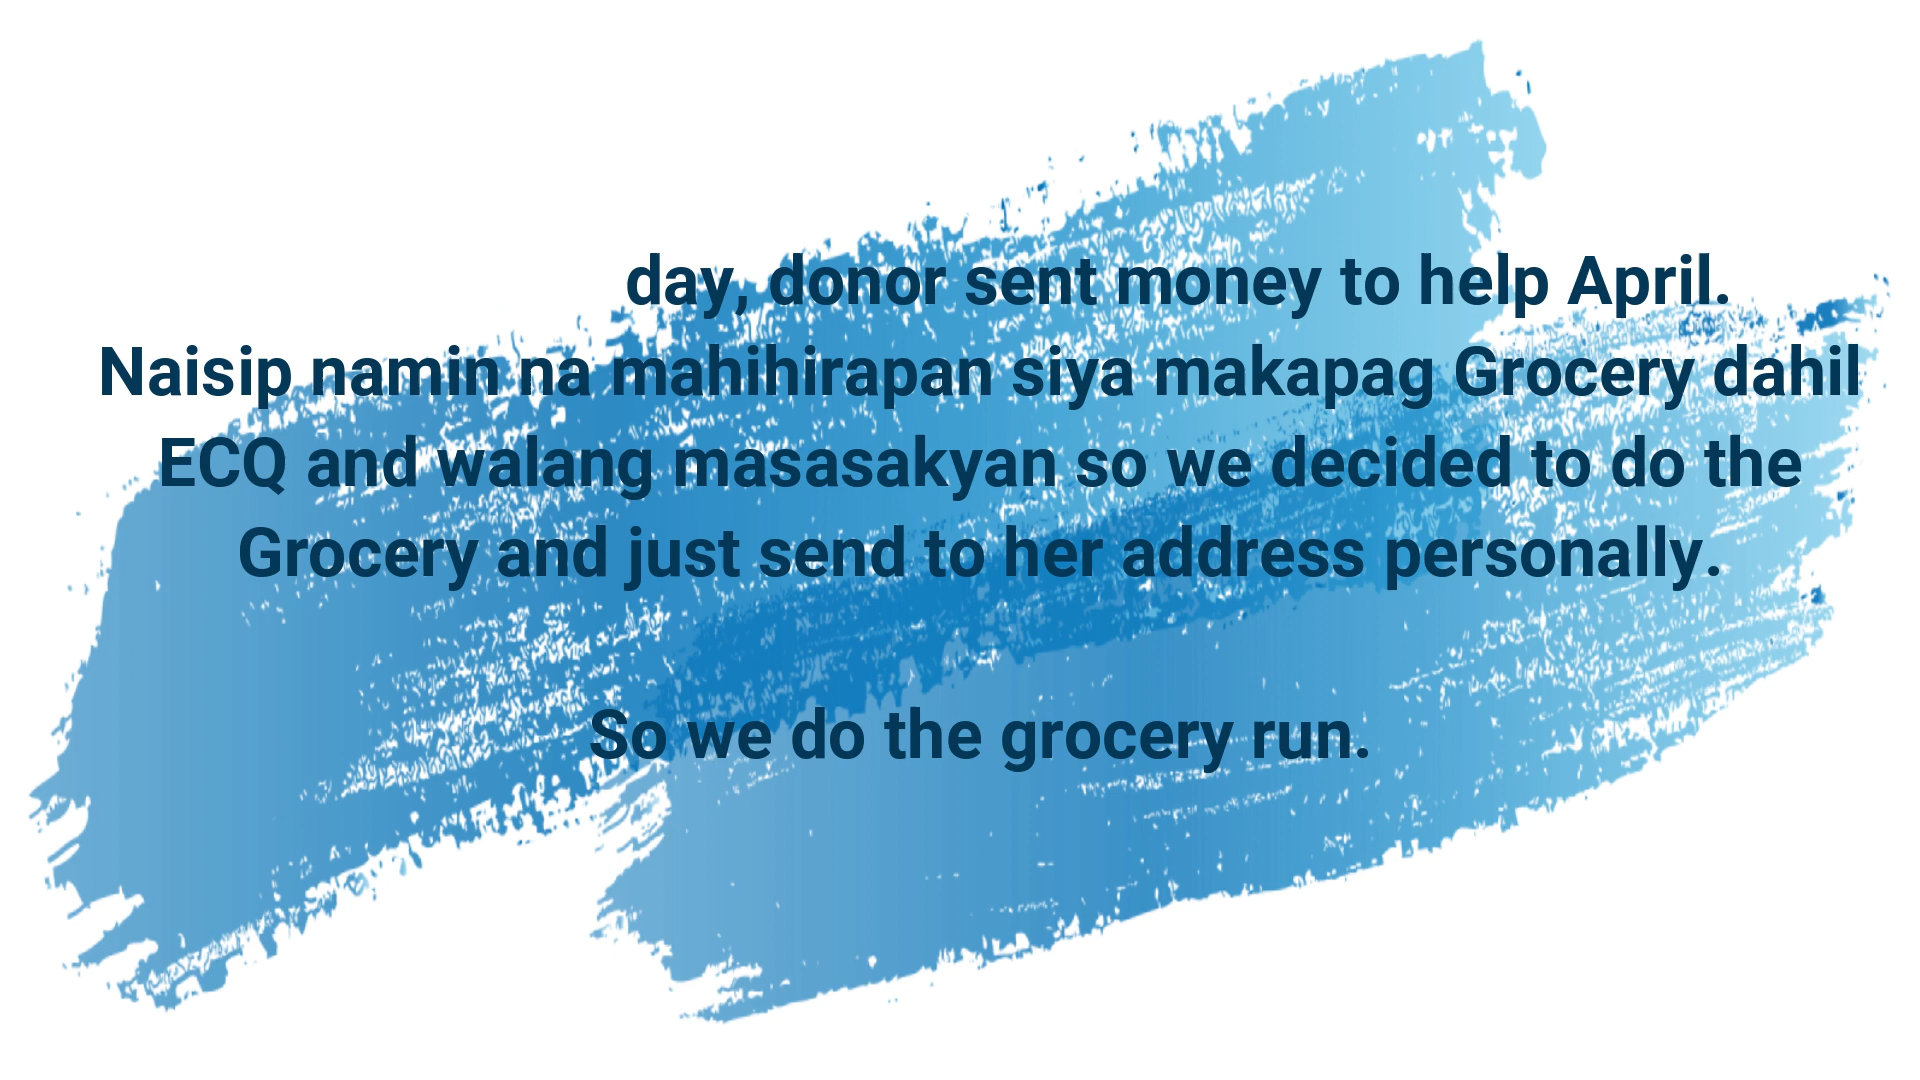 day, donor sent money to help April.
Naisip namin na mahihirapan siya makapag Grocery dahil
ECQ and walang masasakyan so we decided to do the
Grocery and just send to her address personally.
So we do the grocery run.